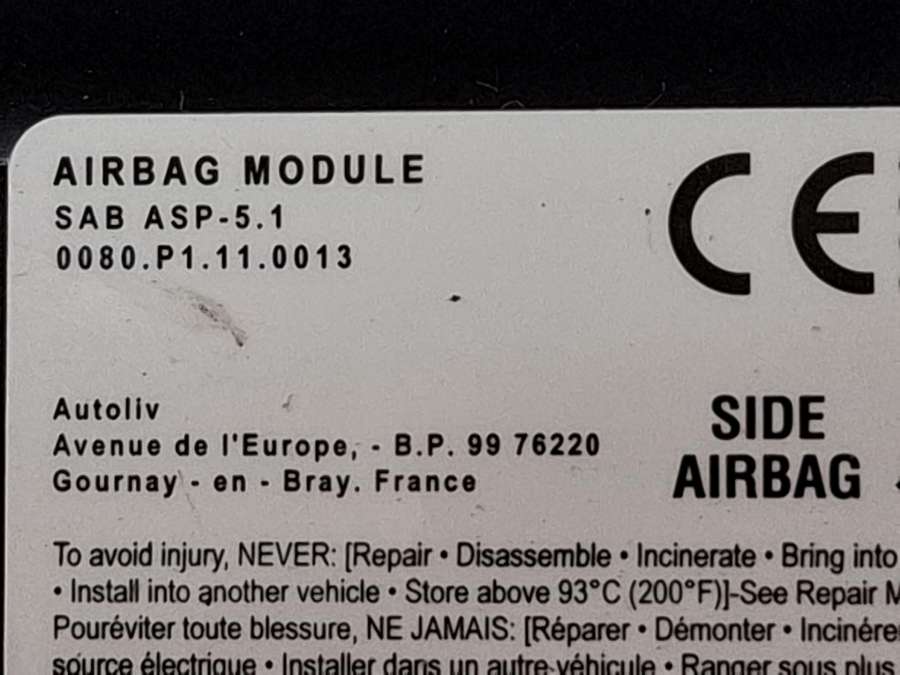 AIRBAG MODULE
SAB ASP-5.1
0080.P1.11.0013
CE
Autoliv
Avenue de l'Europe, - B.P. 99 76220
Gournay - en - Bray. France
SIDE
AIRBAG
To avoid injury, NEVER: [Repair • Disassemble • Incinerate • Bring into
• Install into another vehicle • Store above 93°C (200°F)]-See Repair M
Pouréviter toute blessure, NE JAMAIS: [Réparer • Démonter • Incinére
source électrique • Installer dans un autre véhicule • Ranger sous plus